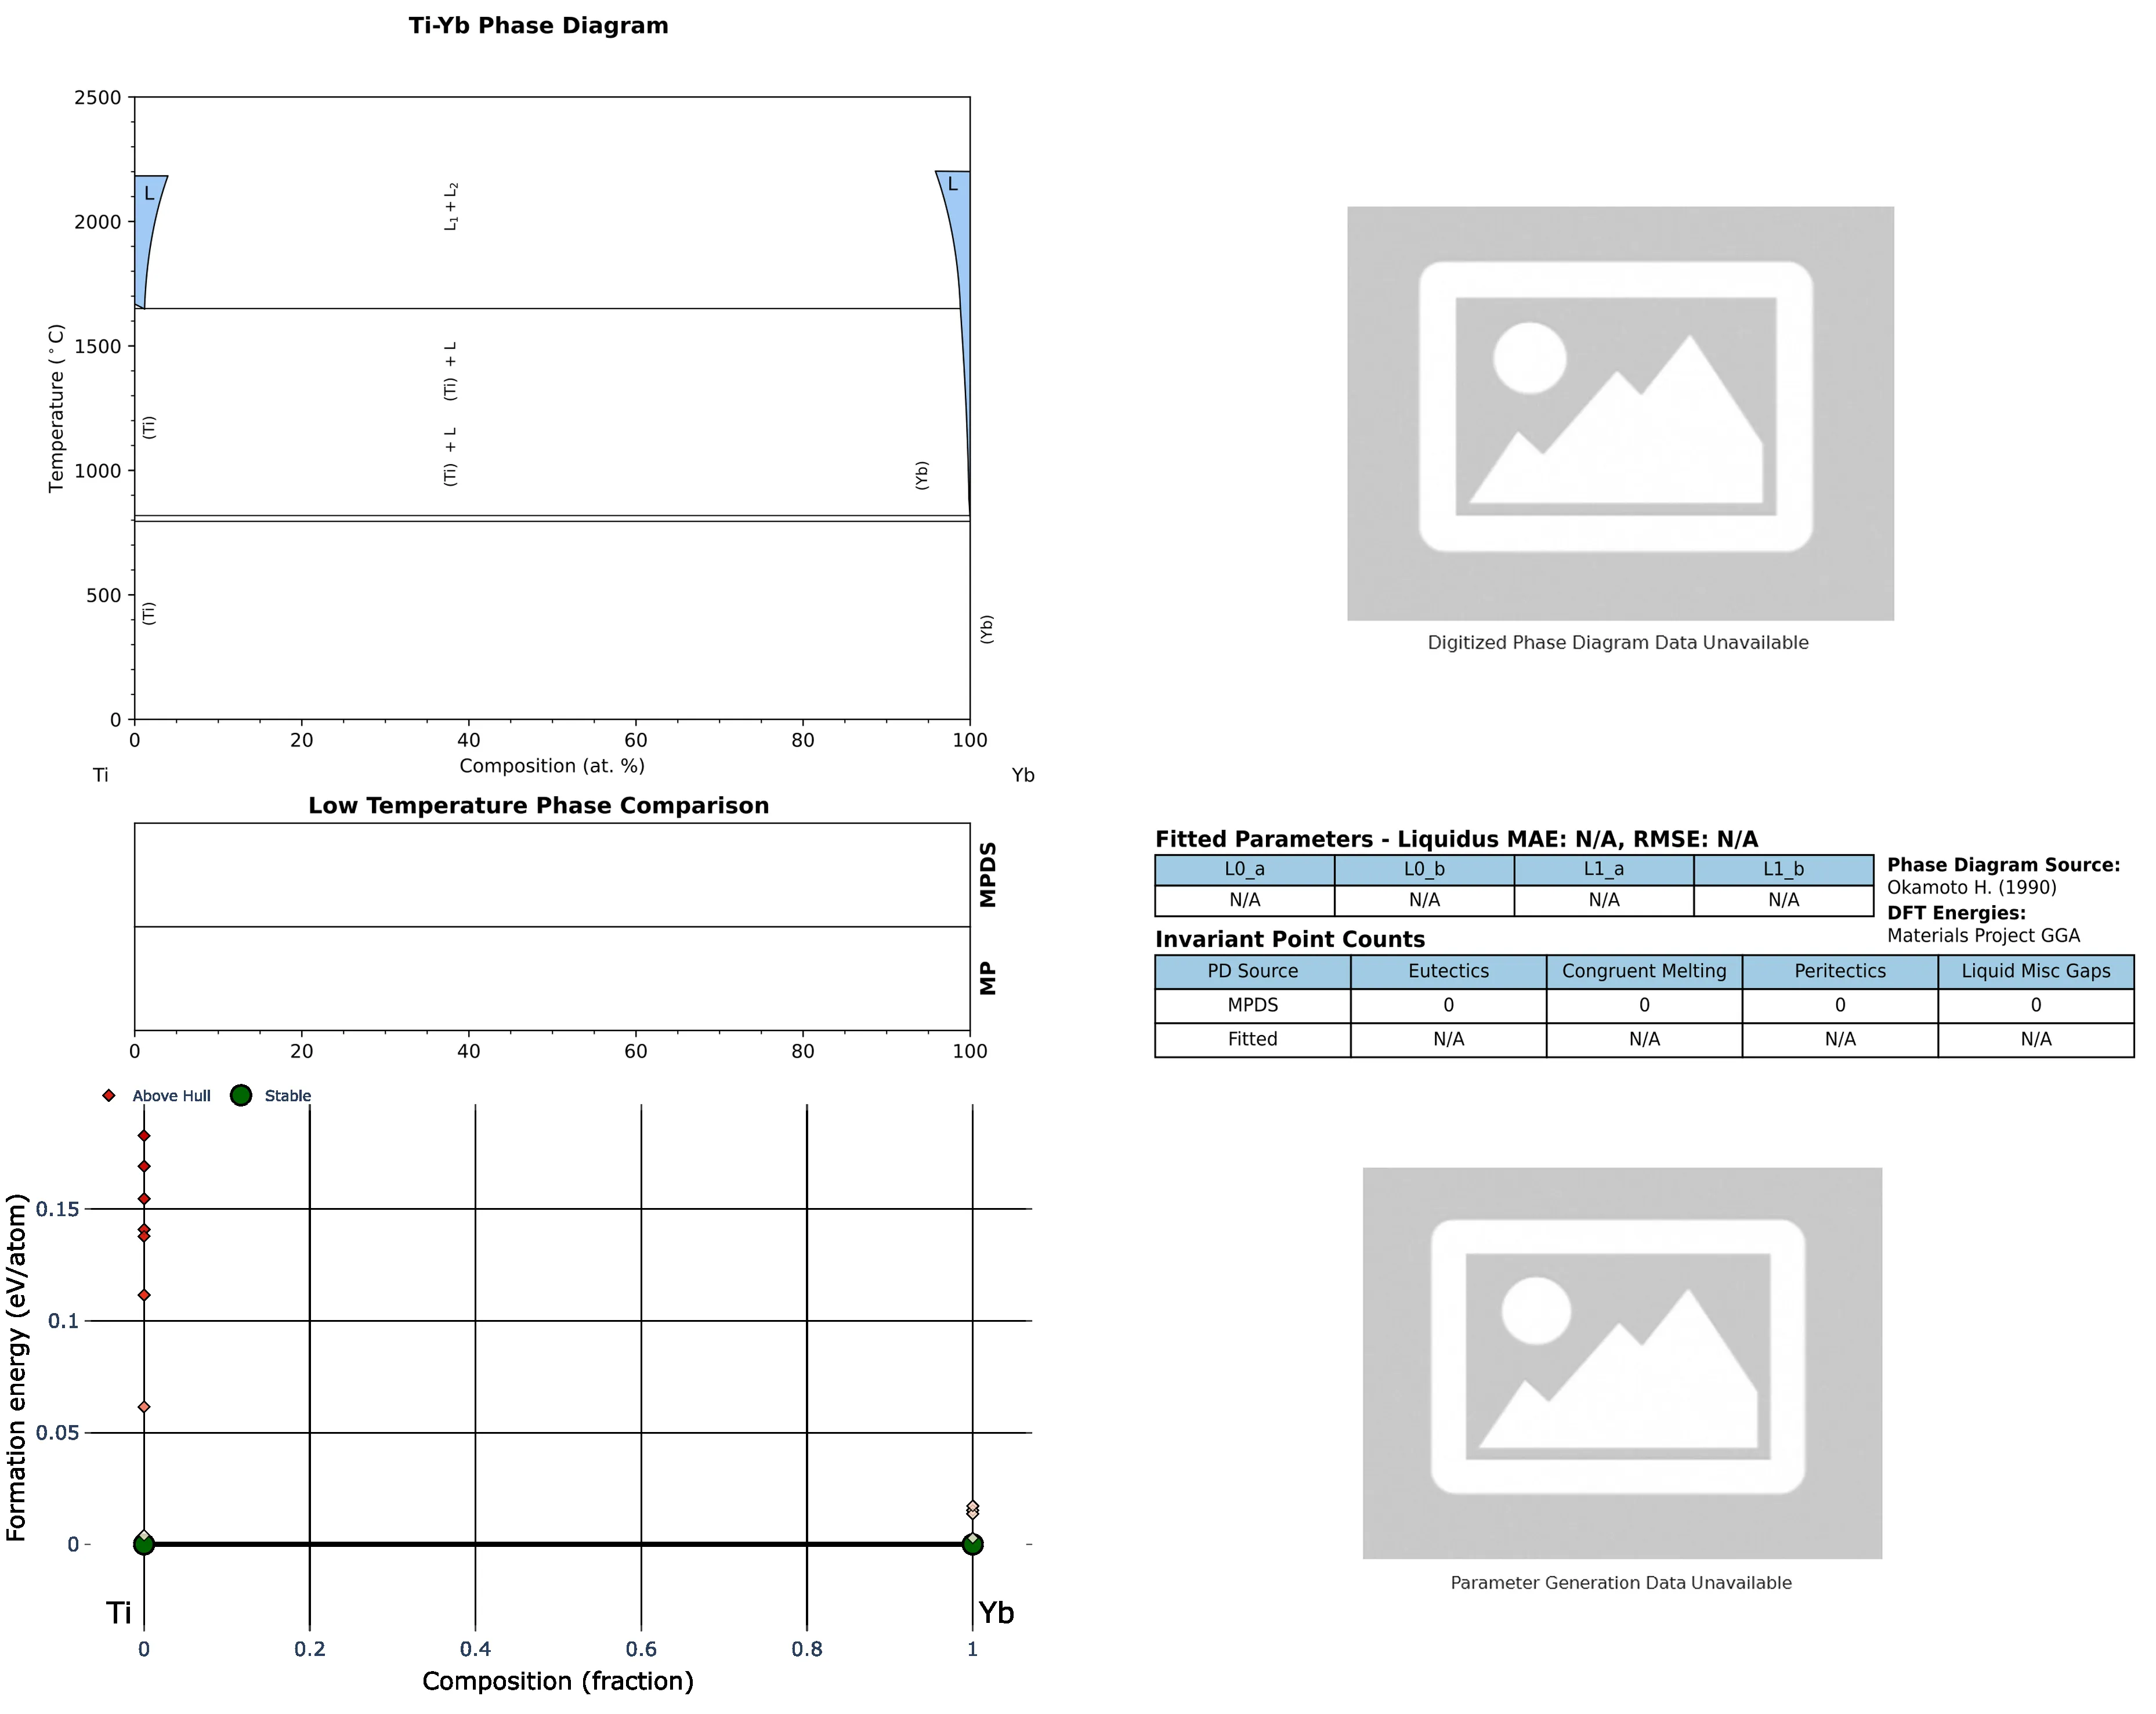 Ti-Yb Phase Diagram
2500
2000
1500
1000
500
0
Temperature (°C)
L
L
L₁ + L₂
(Ti) + L
(Ti) + L
(Ti)
(Yb)
(Ti)
(Yb)
0 20 40 60 80 100
Composition (at. %)
Ti Yb
Digitized Phase Diagram Data Unavailable
Low Temperature Phase Comparison
MPDS
MP
0 20 40 60 80 100
Fitted Parameters - Liquidus MAE: N/A, RMSE: N/A
L0_a L0_b L1_a L1_b
N/A N/A N/A N/A
Phase Diagram Source:
Okamoto H. (1990)
DFT Energies:
Materials Project GGA
Invariant Point Counts
PD Source Eutectics Congruent Melting Peritectics Liquid Misc Gaps
MPDS 0 0 0 0
Fitted N/A N/A N/A N/A
Above Hull Stable
0.15
0.1
0.05
0
Formation energy (eV/atom)
Ti Yb
0 0.2 0.4 0.6 0.8 1
Composition (fraction)
Parameter Generation Data Unavailable